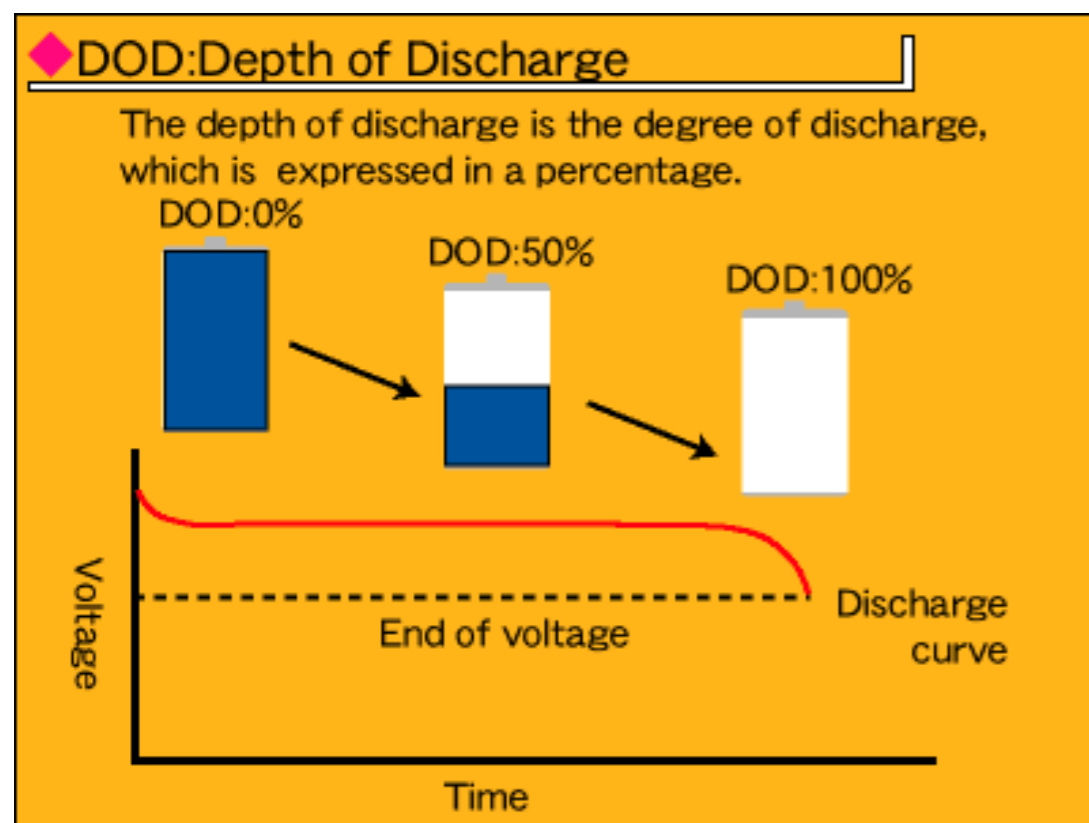 DOD:Depth of Discharge
The depth of discharge is the degree of discharge,
which is expressed in a percentage.
DOD:0%
DOD:50%
DOD:100%
Voltage
End of voltage
Discharge
curve
Time